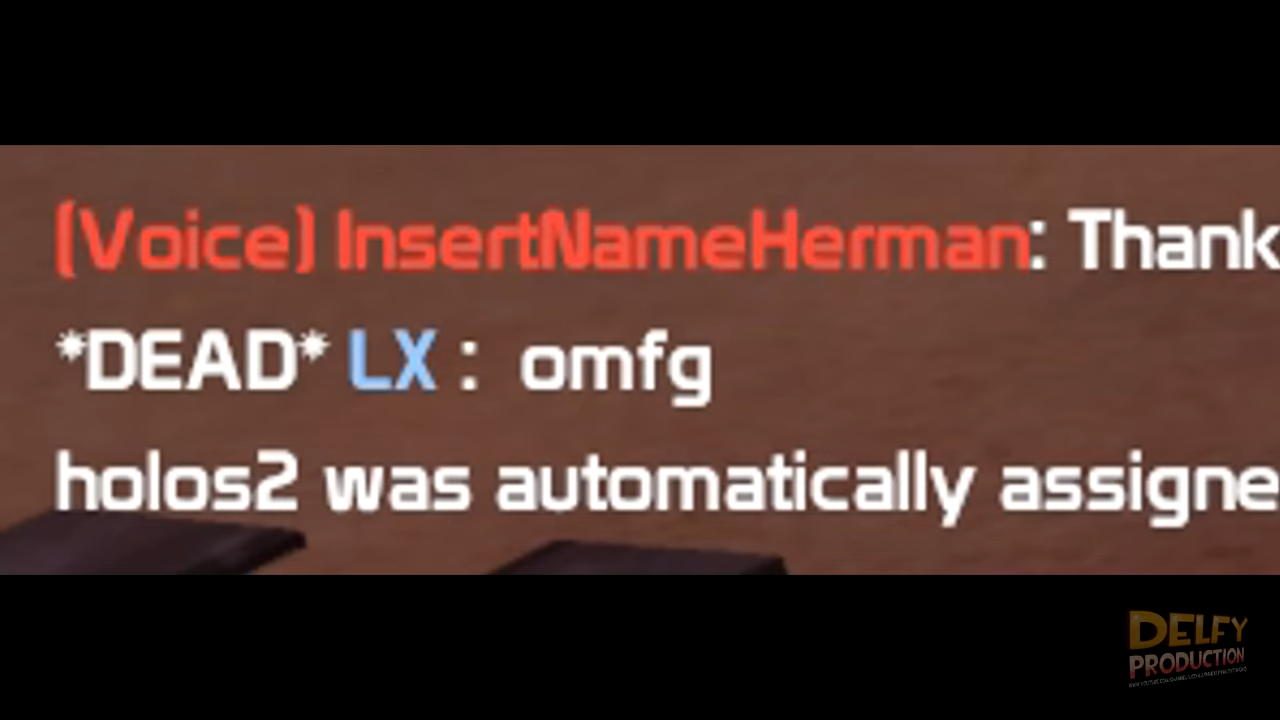 (Voice) InsertNameHerman: Thank
*DEAD* LX : omfg
holos2 was automatically assigne
DELFY
PRODUCTION